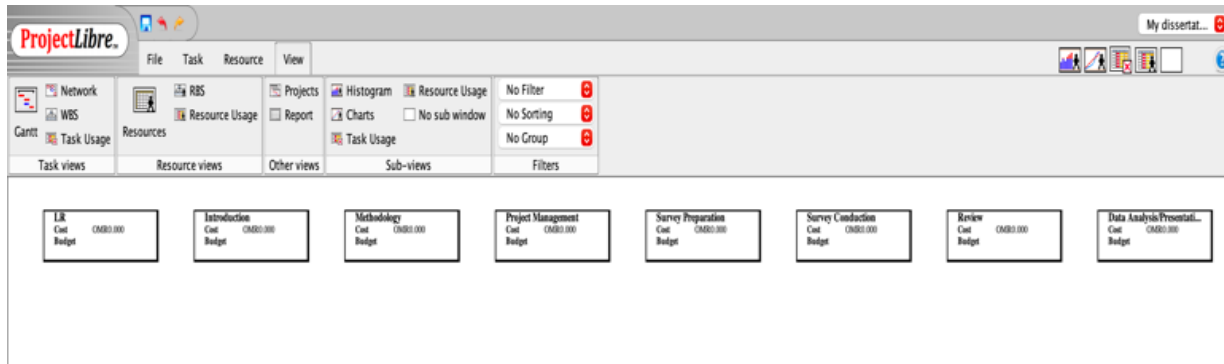 My dissertat...
ProjectLibre™
File Task Resource View
Network RBS Projects Histogram Resource Usage No Filter
WBS Resource Usage Report Charts No sub window No Sorting
Gantt Task Usage Resources Task Usage No Group
Task views Resource views Other views Sub-views Filters
LR Introduction Methodology Project Management Survey Preparation Survey Conduction Review Data Analysis/Presentati...
Cost OMR0.000 Cost OMR0.000 Cost OMR0.000 Cost OMR0.000 Cost OMR0.000 Cost OMR0.000 Cost OMR0.000 Cost OMR0.000
Budget Budget Budget Budget Budget Budget Budget Budget